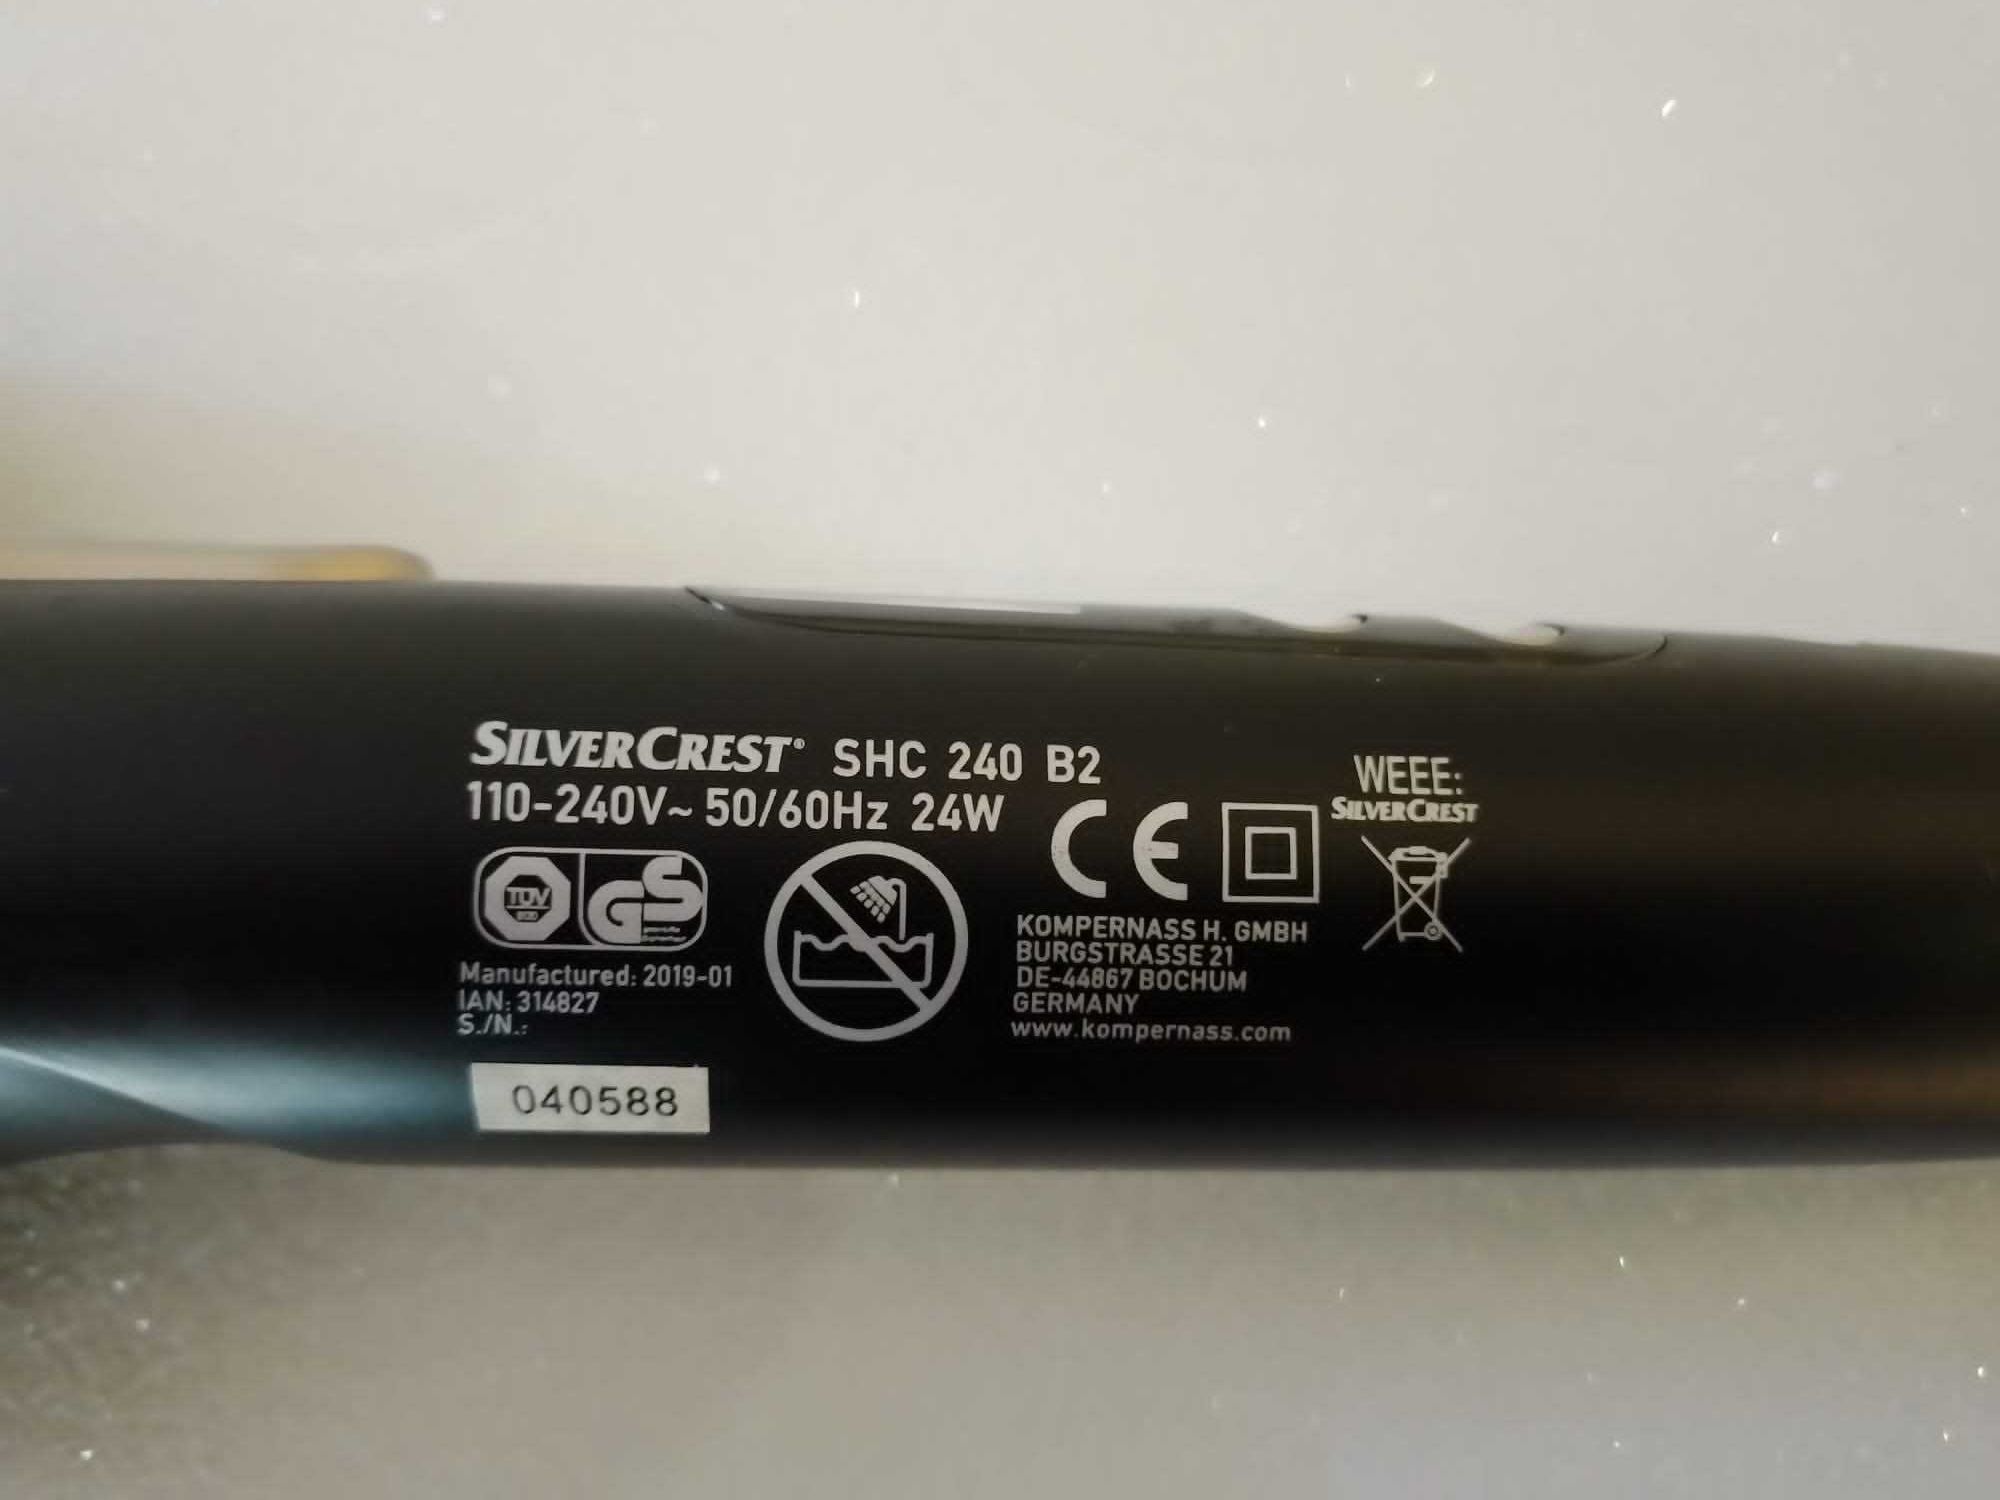 SILVERCREST® SHC 240 B2
110-240V~ 50/60Hz 24W
CE
WEEE:
SILVERCREST
TÜV
GS
KOMPERNASS H. GMBH
BURGSTRASSE 21
DE-44867 BOCHUM
GERMANY
www.kompernass.com
Manufactured: 2019-01
IAN: 314827
S./N.:
040588